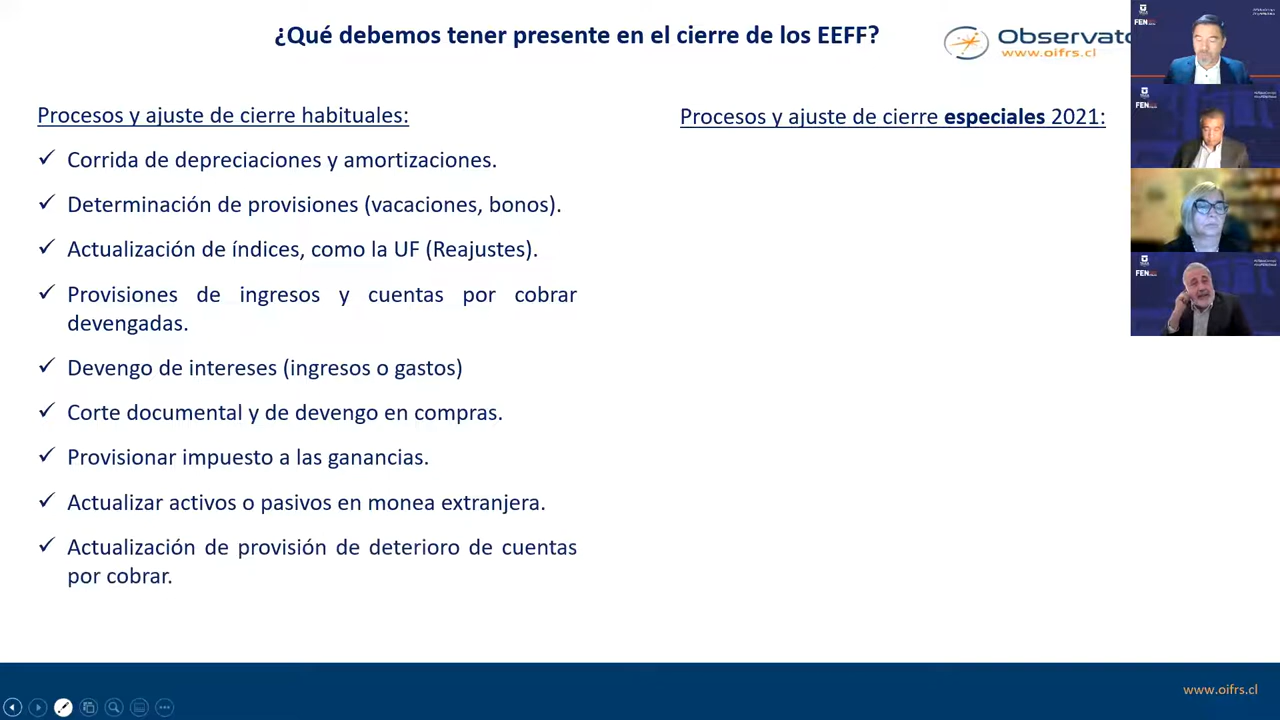 ¿Qué debemos tener presente en el cierre de los EEFF?
Observato
www.oifrs.cl
Procesos y ajuste de cierre habituales:
✓ Corrida de depreciaciones y amortizaciones.
✓ Determinación de provisiones (vacaciones, bonos).
✓ Actualización de índices, como la UF (Reajustes).
✓ Provisiones de ingresos y cuentas por cobrar
devengadas.
✓ Devengo de intereses (ingresos o gastos)
✓ Corte documental y de devengo en compras.
✓ Provisionar impuesto a las ganancias.
✓ Actualizar activos o pasivos en monea extranjera.
✓ Actualización de provisión de deterioro de cuentas
por cobrar.
Procesos y ajuste de cierre especiales 2021:
FEN
FEN
FEN
www.oifrs.cl